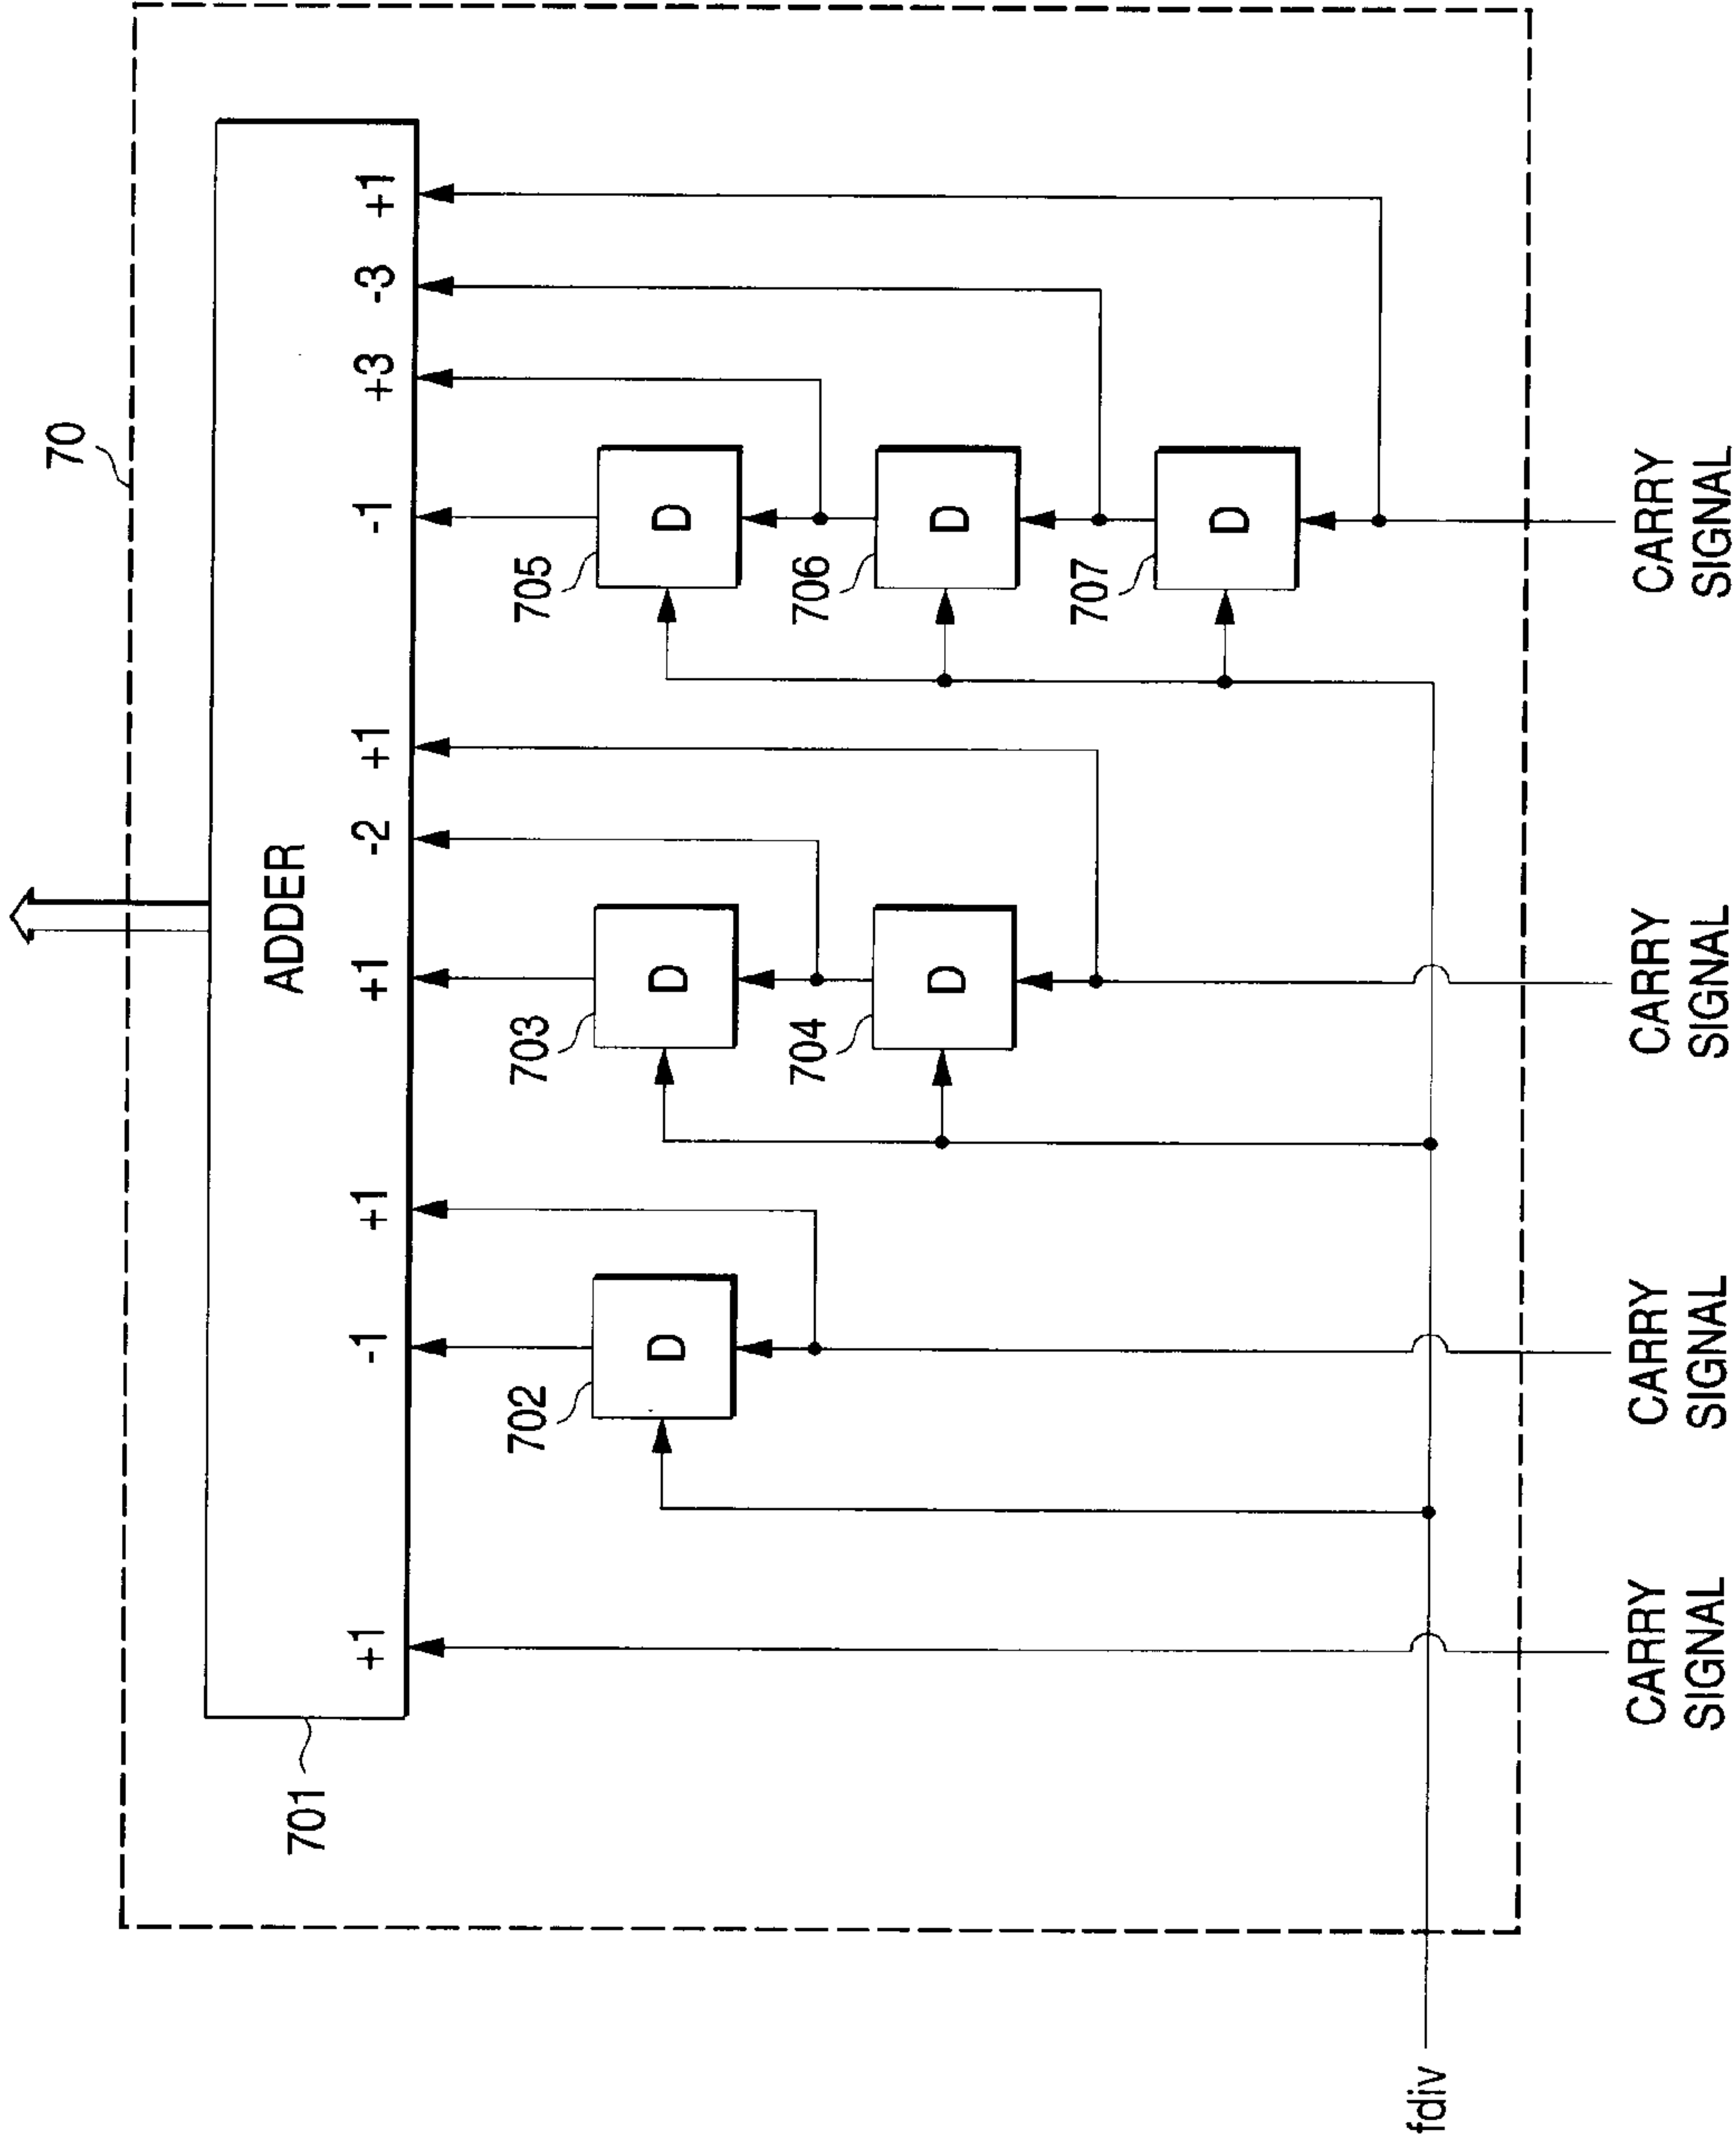 70
701
ADDER
+1
-1
+1
+1
-2
+1
-1
+3
-3
+1
702
D
703
D
705
D
704
D
706
D
707
D
fdiv
CARRY
SIGNAL
CARRY
SIGNAL
CARRY
SIGNAL
CARRY
SIGNAL